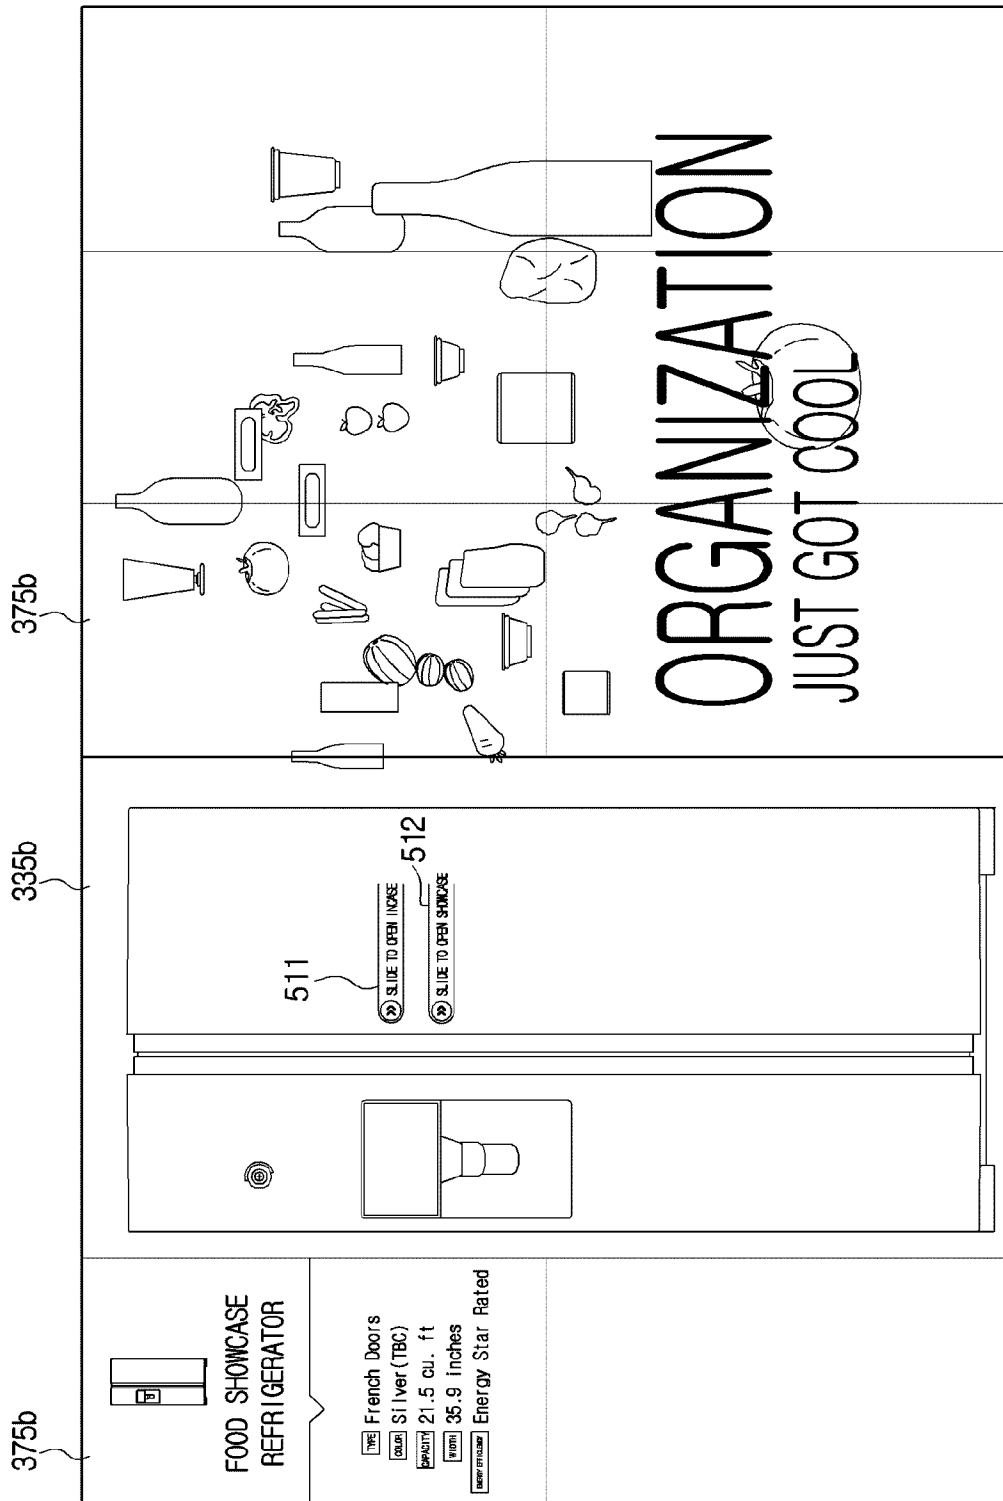 375b
335b
375b
FOOD SHOWCASE
REFRIGERATOR
TYPE French Doors
COLOR Silver(TBC)
CAPACITY 21.5 cu. ft
WIDTH 35.9 inches
ENERGY EFFICIENCY Energy Star Rated
511
SLIDE TO OPEN INCASE
512
SLIDE TO OPEN SHOWCASE
ORGANIZATION
JUST GOT COOL